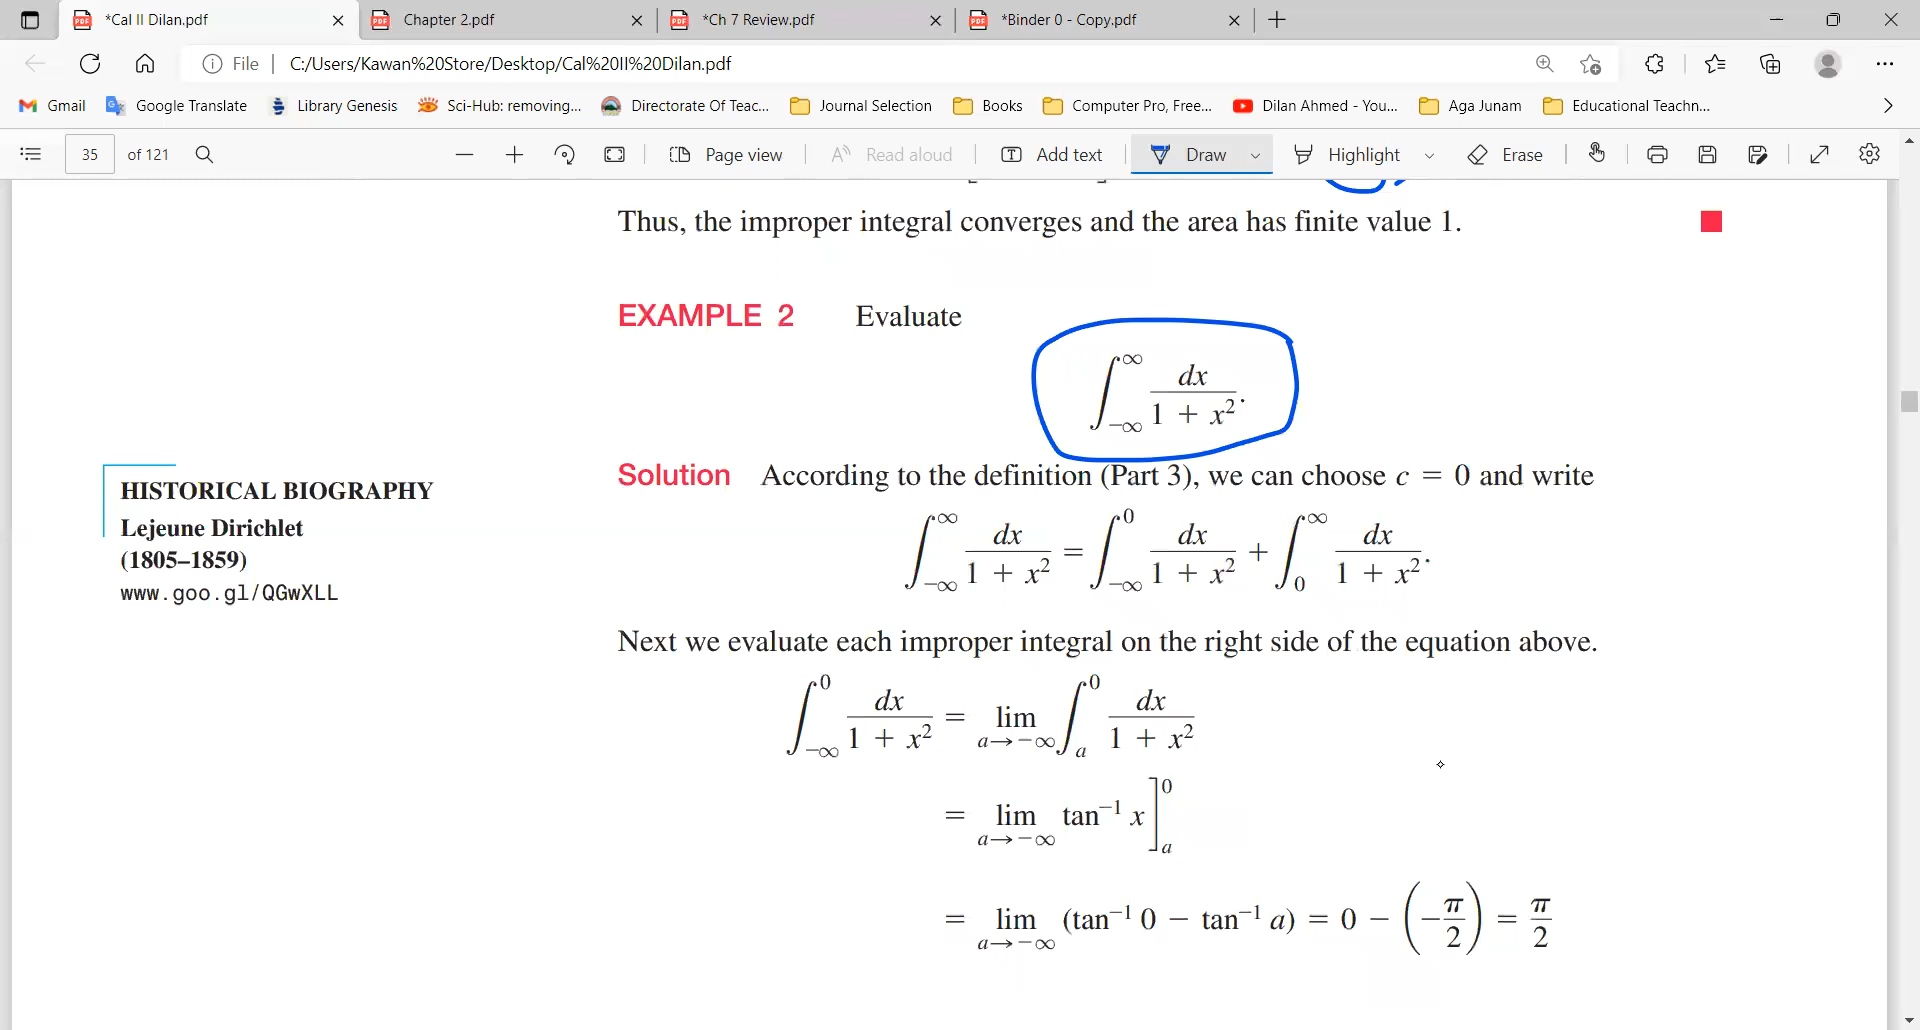 *Cal II Dilan.pdf
Chapter 2.pdf
*Ch 7 Review.pdf
*Binder 0 - Copy.pdf
File
C:/Users/Kawan%20Store/Desktop/Cal%20II%20Dilan.pdf
Gmail
Google Translate
Library Genesis
Sci-Hub: removing...
Directorate Of Teac...
Journal Selection
Books
Computer Pro, Free...
Dilan Ahmed - You...
Aga Junam
Educational Teachn...
35 of 121
Page view
Read aloud
Add text
Draw
Highlight
Erase
Thus, the improper integral converges and the area has finite value 1.
EXAMPLE 2 Evaluate
∫_{-∞}^{∞} dx/(1 + x²).
Solution According to the definition (Part 3), we can choose c = 0 and write
∫_{-∞}^{∞} dx/(1 + x²) = ∫_{-∞}^{0} dx/(1 + x²) + ∫_{0}^{∞} dx/(1 + x²).
HISTORICAL BIOGRAPHY
Lejeune Dirichlet
(1805–1859)
www.goo.gl/QGwXLL
Next we evaluate each improper integral on the right side of the equation above.
∫_{-∞}^{0} dx/(1 + x²) = lim_{a→-∞} ∫_{a}^{0} dx/(1 + x²)
= lim_{a→-∞} tan⁻¹ x]_{a}^{0}
= lim_{a→-∞} (tan⁻¹ 0 − tan⁻¹ a) = 0 − (−π/2) = π/2